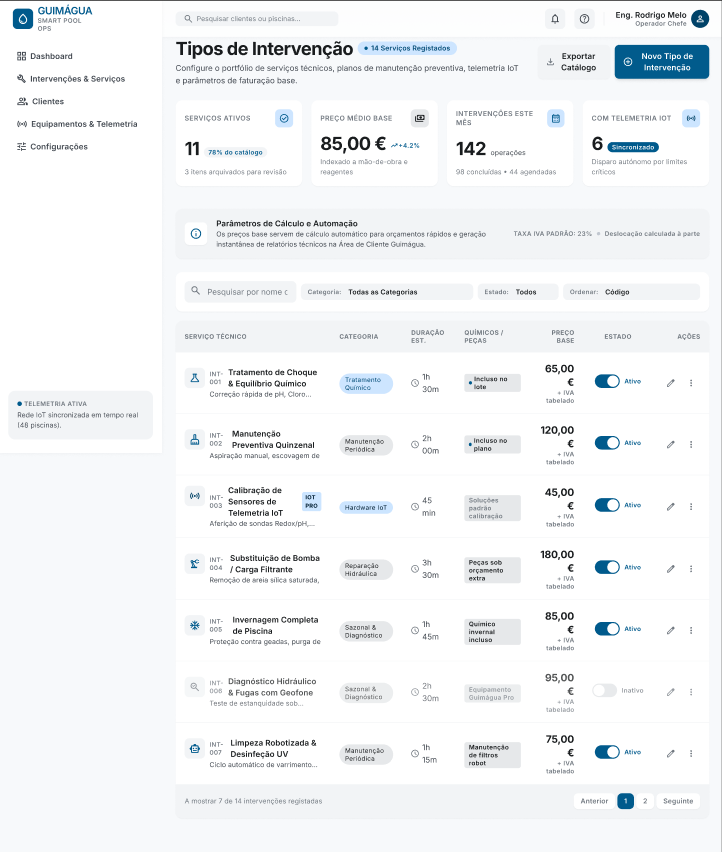 GUIMÁGUA
SMART POOL
OPS
Pesquisar clientes ou piscinas...
Eng. Rodrigo Melo
Operador Chefe
Dashboard
Intervenções & Serviços
Clientes
Equipamentos & Telemetria
Configurações
TELEMETRIA ATIVA
Rede IoT sincronizada em tempo real
(48 piscinas).
Tipos de Intervenção
14 Serviços Registados
Configure o portfólio de serviços técnicos, planos de manutenção preventiva, telemetria IoT
e parâmetros de faturação base.
Exportar
Catálogo
Novo Tipo de
Intervenção
SERVIÇOS ATIVOS
11 78% do catálogo
3 itens arquivados para revisão
PREÇO MÉDIO BASE
85,00 € +4.2%
Indexado a mão-de-obra e
reagentes
INTERVENÇÕES ESTE
MÊS
142 operações
98 concluídas • 44 agendadas
COM TELEMETRIA IOT
6 Sincronizado
Disparo autónomo por limites
críticos
Parâmetros de Cálculo e Automação
Os preços base servem de cálculo automático para orçamentos rápidos e geração
instantânea de relatórios técnicos na Área de Cliente Guimágua.
TAXA IVA PADRÃO: 23% Deslocação calculada à parte
Pesquisar por nome c
Categoria: Todas as Categorias
Estado: Todos
Ordenar: Código
SERVIÇO TÉCNICO
CATEGORIA
DURAÇÃO
EST.
QUÍMICOS /
PEÇAS
PREÇO
BASE
ESTADO
AÇÕES
INT-
001
Tratamento de Choque
& Equilíbrio Químico
Correção rápida de pH, Cloro...
Tratamento
Químico
1h
30m
Incluso no
lote
65,00
€
+ IVA
tabelado
Ativo
INT-
002
Manutenção
Preventiva Quinzenal
Aspiração manual, escovagem de
Manutenção
Periódica
2h
00m
Incluso no
plano
120,00
€
+ IVA
tabelado
Ativo
INT-
003
Calibração de
Sensores de
Telemetria IoT
IOT
PRO
Aferição de sondas Redox/pH,...
Hardware IoT
45
min
Soluções
padrão
calibração
45,00
€
+ IVA
tabelado
Ativo
INT-
004
Substituição de Bomba
/ Carga Filtrante
Remoção de areia sílica saturada,
Reparação
Hidráulica
3h
30m
Peças sob
orçamento
extra
180,00
€
+ IVA
tabelado
Ativo
INT-
005
Invernagem Completa
de Piscina
Proteção contra geadas, purga de
Sazonal &
Diagnóstico
1h
45m
Químico
invernal
incluso
85,00
€
+ IVA
tabelado
Ativo
INT-
006
Diagnóstico Hidráulico
& Fugas com Geofone
Teste de estanquidade sob...
Sazonal &
Diagnóstico
2h
30m
Equipamento
Guimágua Pro
95,00
€
+ IVA
tabelado
Inativo
INT-
007
Limpeza Robotizada &
Desinfeção UV
Ciclo automático de varrimento...
Manutenção
Periódica
1h
15m
Manutenção
de filtros
robot
75,00
€
+ IVA
tabelado
Ativo
A mostrar 7 de 14 intervenções registadas
Anterior 1 2 Seguinte